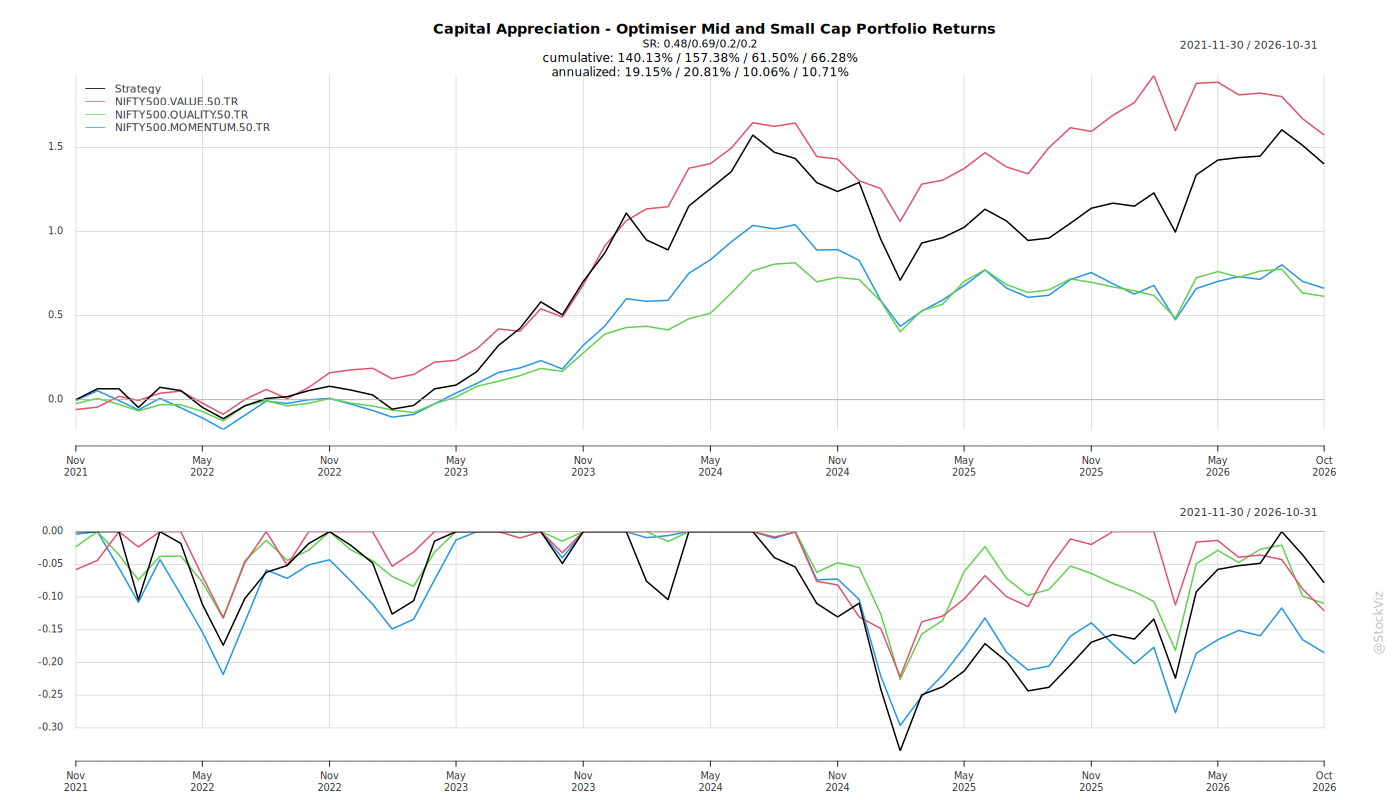 Capital Appreciation - Optimiser Mid and Small Cap Portfolio Returns
SR: 0.48/0.69/0.2/0.2
cumulative: 140.13% / 157.38% / 61.50% / 66.28%
annualized: 19.15% / 20.81% / 10.06% / 10.71%
2021-11-30 / 2026-10-31
Strategy
NIFTY500.VALUE.50.TR
NIFTY500.QUALITY.50.TR
NIFTY500.MOMENTUM.50.TR
1.5
1.0
0.5
0.0
Nov May Nov May Nov May Nov May Nov May Oct
2021 2022 2022 2023 2023 2024 2024 2025 2025 2026 2026
2021-11-30 / 2026-10-31
0.00
-0.05
-0.10
-0.15
-0.20
-0.25
-0.30
Nov May Nov May Nov May Nov May Nov May Oct
2021 2022 2022 2023 2023 2024 2024 2025 2025 2026 2026
@StockViz